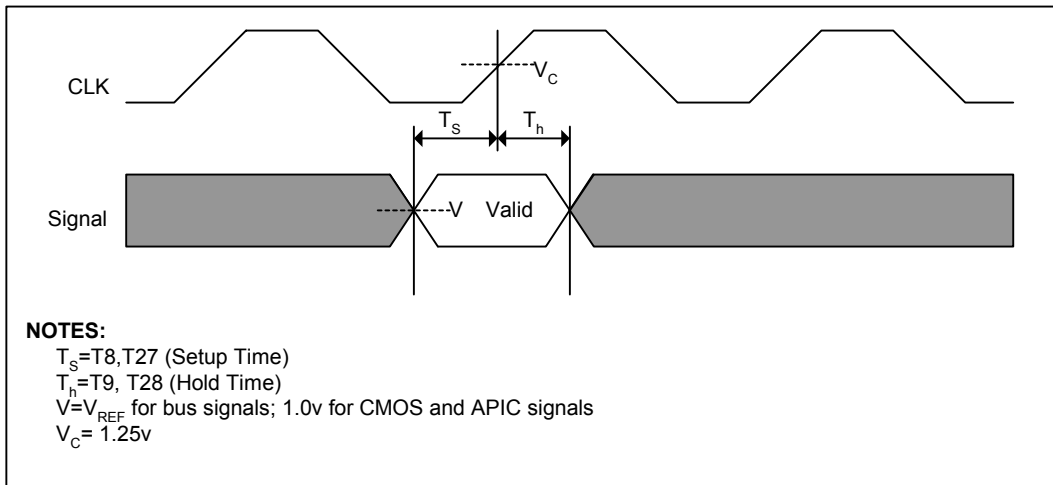 CLK
V_C
T_S T_h
Signal
V Valid
NOTES:
T_S=T8,T27 (Setup Time)
T_h=T9, T28 (Hold Time)
V=V_REF for bus signals; 1.0v for CMOS and APIC signals
V_C= 1.25v